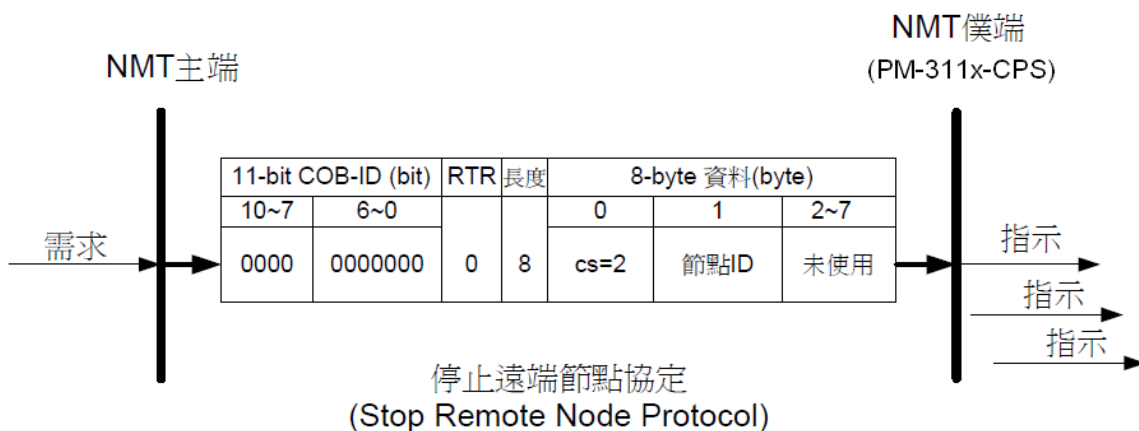 NMT主端
NMT僕端
(PM-311x-CPS)
11-bit COB-ID (bit) RTR 長度 8-byte 資料(byte)
10~7 6~0 0 1 2~7
需求 0000 0000000 0 8 cs=2 節點ID 未使用 指示
指示
指示
停止遠端節點協定
(Stop Remote Node Protocol)